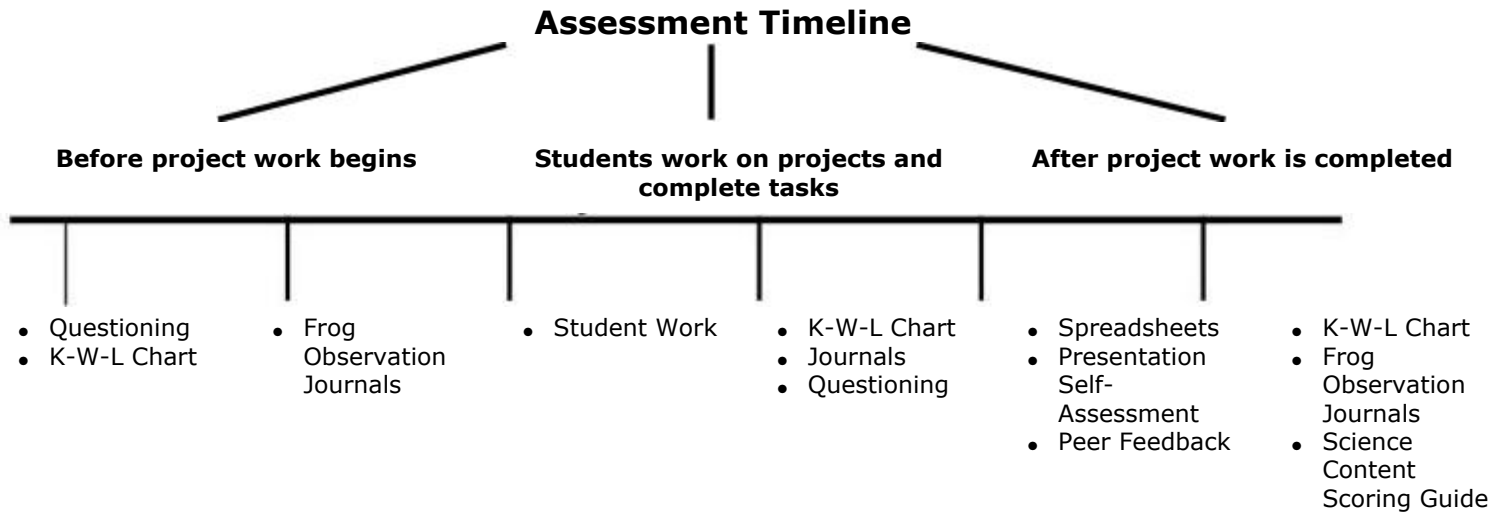 Assessment Timeline
Before project work begins
Students work on projects and
complete tasks
After project work is completed
• Questioning
• K-W-L Chart
• Frog
Observation
Journals
• Student Work
• K-W-L Chart
• Journals
• Questioning
• Spreadsheets
• Presentation
Self-
Assessment
• Peer Feedback
• K-W-L Chart
• Frog
Observation
Journals
• Science
Content
Scoring Guide